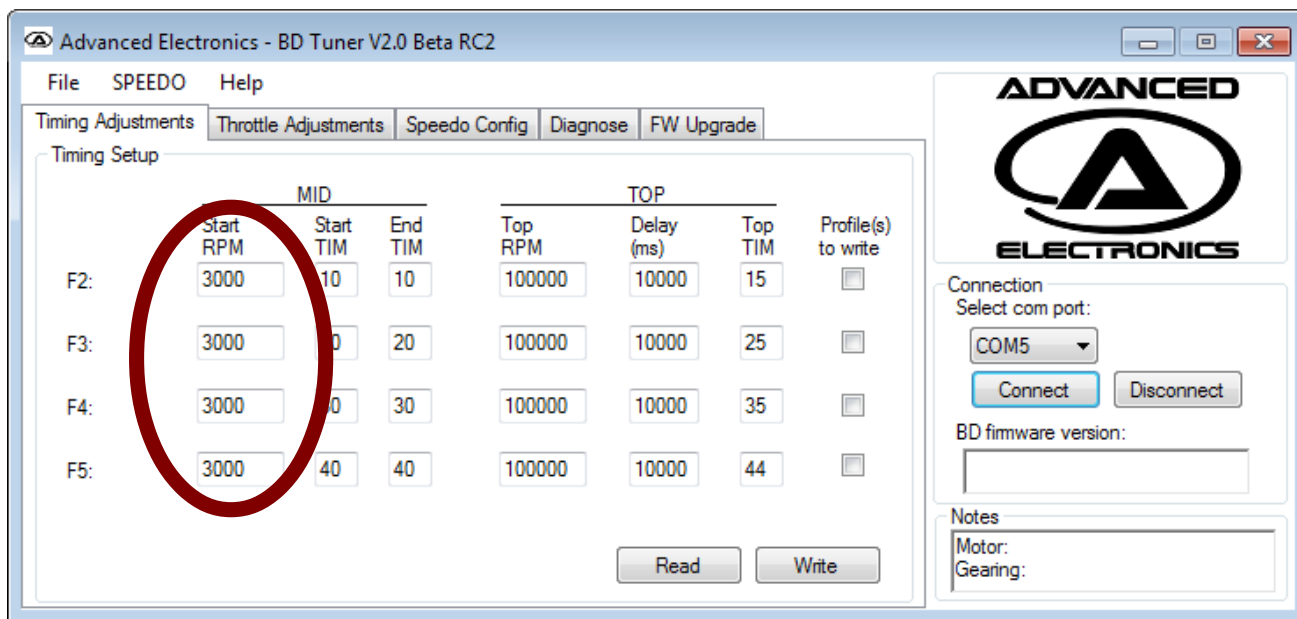 Advanced Electronics - BD Tuner V2.0 Beta RC2
File SPEEDO Help
Timing Adjustments Throttle Adjustments Speedo Config Diagnose FW Upgrade
Timing Setup
MID TOP
Start RPM Start TIM End TIM Top RPM Delay (ms) Top TIM Profile(s) to write
F2: 3000 10 10 100000 10000 15
F3: 3000 20 100000 10000 25
F4: 3000 30 100000 10000 35
F5: 3000 40 40 100000 10000 44
Read Write
ADVANCED
A
ELECTRONICS
Connection
Select com port:
COM5
Connect Disconnect
BD firmware version:
Notes
Motor:
Gearing: